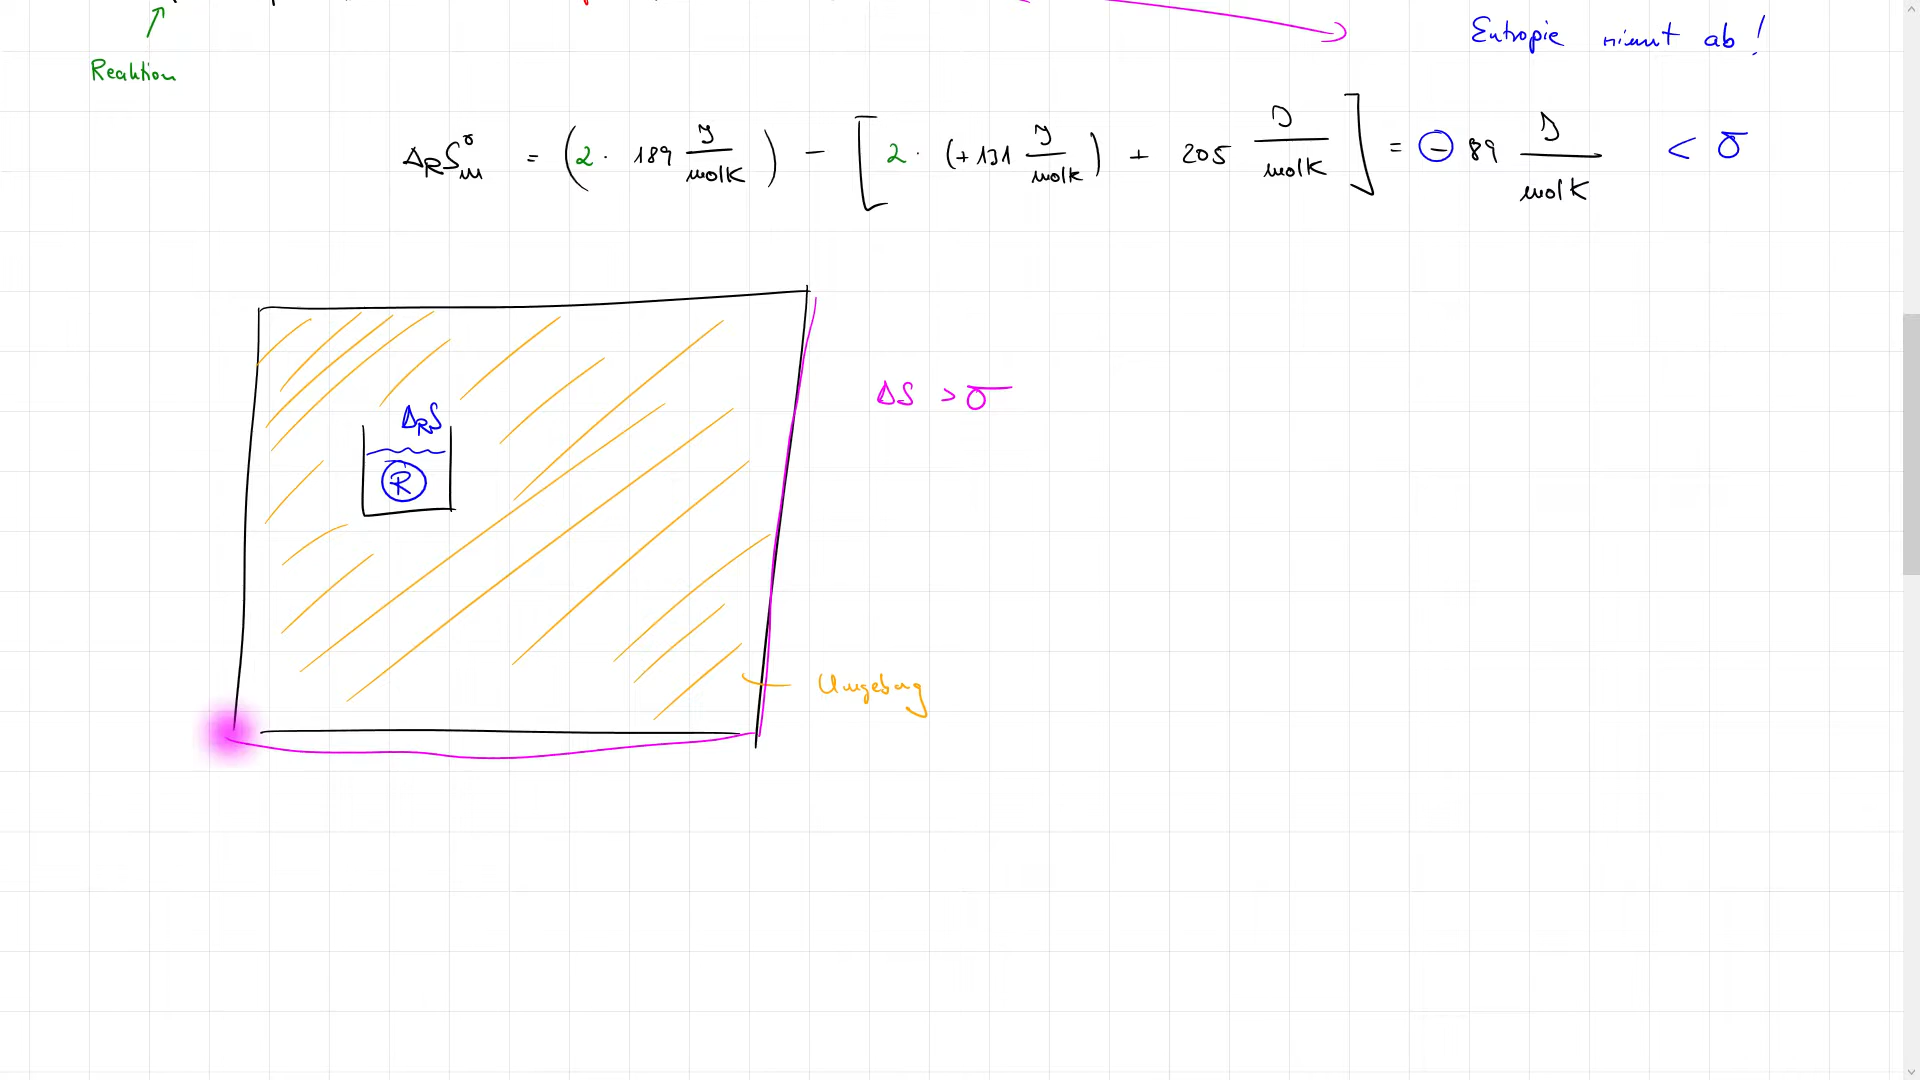 Entropie nimmt ab !
Reaktion
ΔRS°m = (2 · 189 J/molK) − [2 · (+131 J/molK) + 205 J/molK] = ⊖ 89 J/molK < 0
ΔS > 0
ΔRS
R
Umgebung